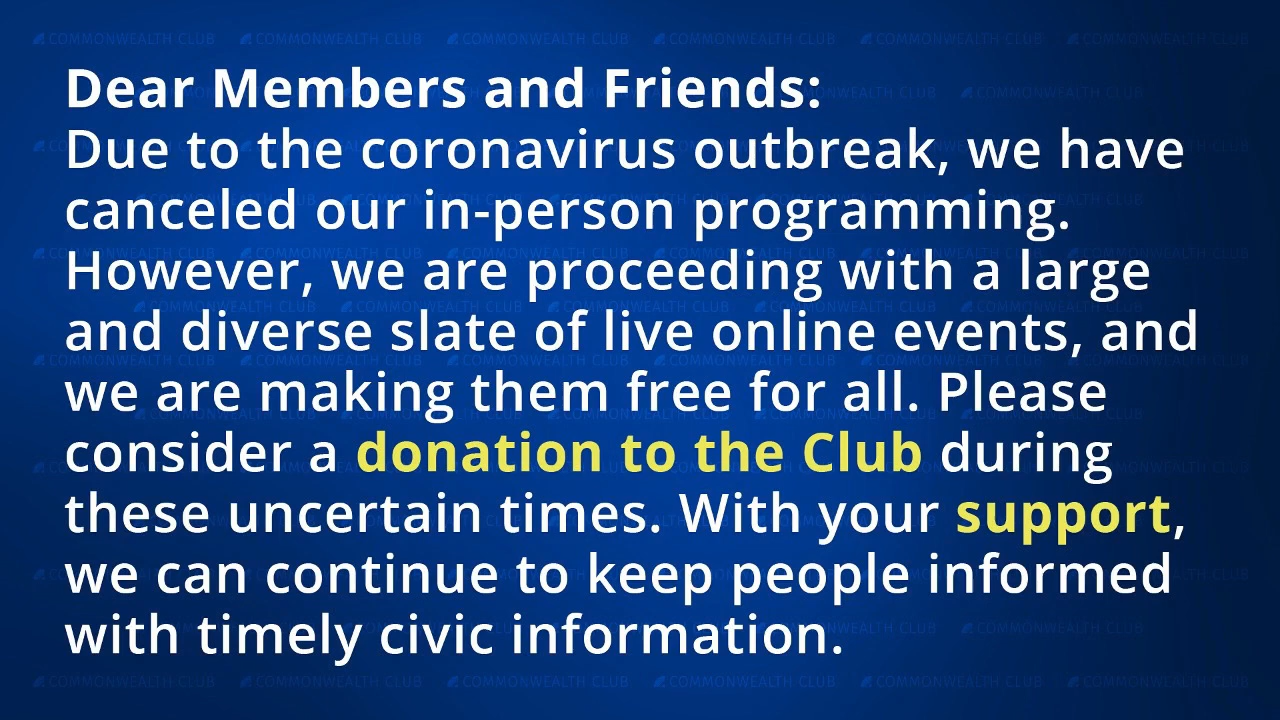 Dear Members and Friends:
Due to the coronavirus outbreak, we have
canceled our in-person programming.
However, we are proceeding with a large
and diverse slate of live online events, and
we are making them free for all. Please
consider a donation to the Club during
these uncertain times. With your support,
we can continue to keep people informed
with timely civic information.
COMMONWEALTH CLUB